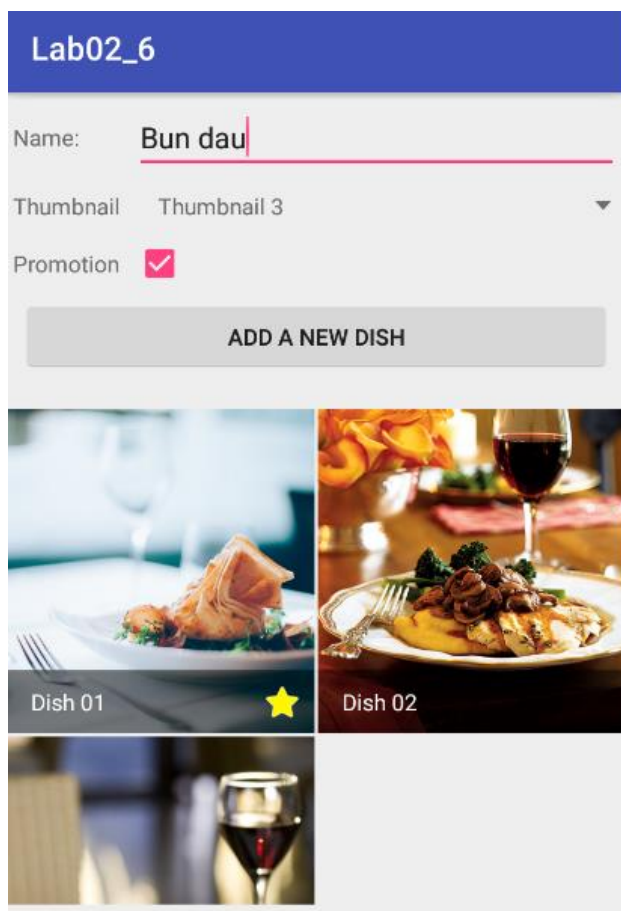 Lab02_6
Name: Bun dau
Thumbnail Thumbnail 3
Promotion
ADD A NEW DISH
Dish 01
Dish 02